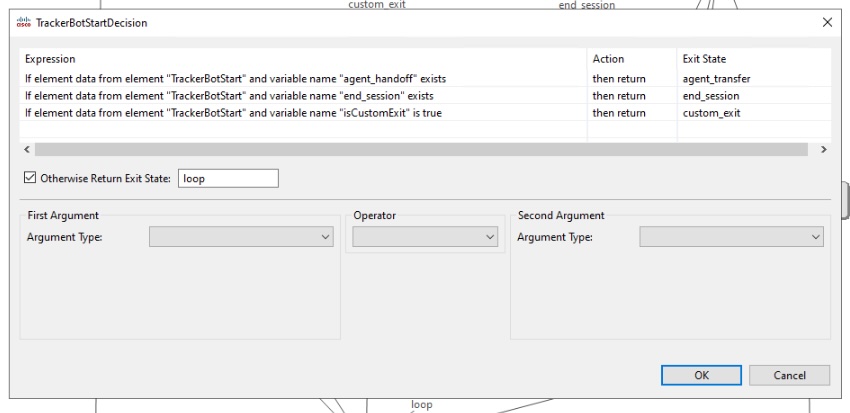 custom_exit end_session
cisco TrackerBotStartDecision
Expression Action Exit State
If element data from element "TrackerBotStart" and variable name "agent_handoff" exists then return agent_transfer
If element data from element "TrackerBotStart" and variable name "end_session" exists then return end_session
If element data from element "TrackerBotStart" and variable name "isCustomExit" is true then return custom_exit
Otherwise Return Exit State: loop
First Argument Operator Second Argument
Argument Type: Argument Type:
OK Cancel
loop